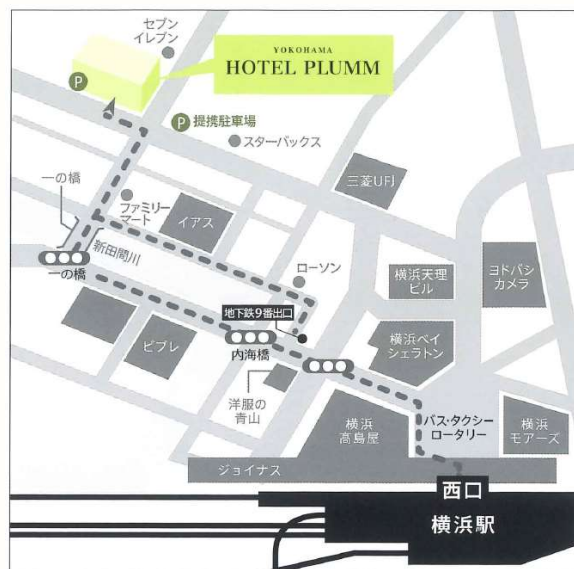 セブン
イレブン
YOKOHAMA
HOTEL PLUMM
P
P 提携駐車場
スターバックス
三菱UFJ
一の橋
ファミリー
マート
イアス
新田間川
一の橋
ローソン
横浜天理
ビル
ヨドバシ
カメラ
地下鉄9番出口
ビブレ
内海橋
横浜ベイ
シェラトン
洋服の
青山
横浜
高島屋
バス・タクシー
ロータリー
横浜
モアーズ
ジョイナス
西口
横浜駅